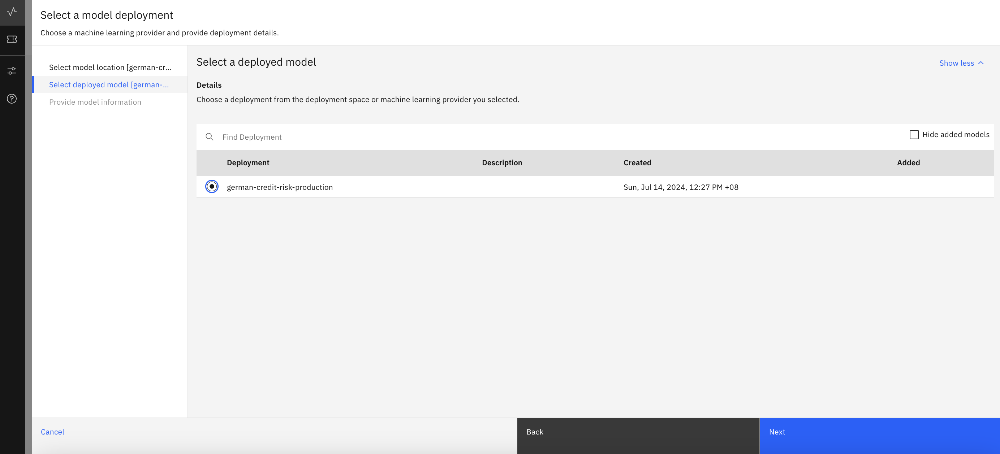 Select a model deployment
Choose a machine learning provider and provide deployment details.
Select model location [german-cr...
Select deployed model [german-...
Provide model information
Select a deployed model
Show less
Details
Choose a deployment from the deployment space or machine learning provider you selected.
Find Deployment
Hide added models
Deployment Description Created Added
german-credit-risk-production Sun, Jul 14, 2024, 12:27 PM +08
Cancel
Back
Next